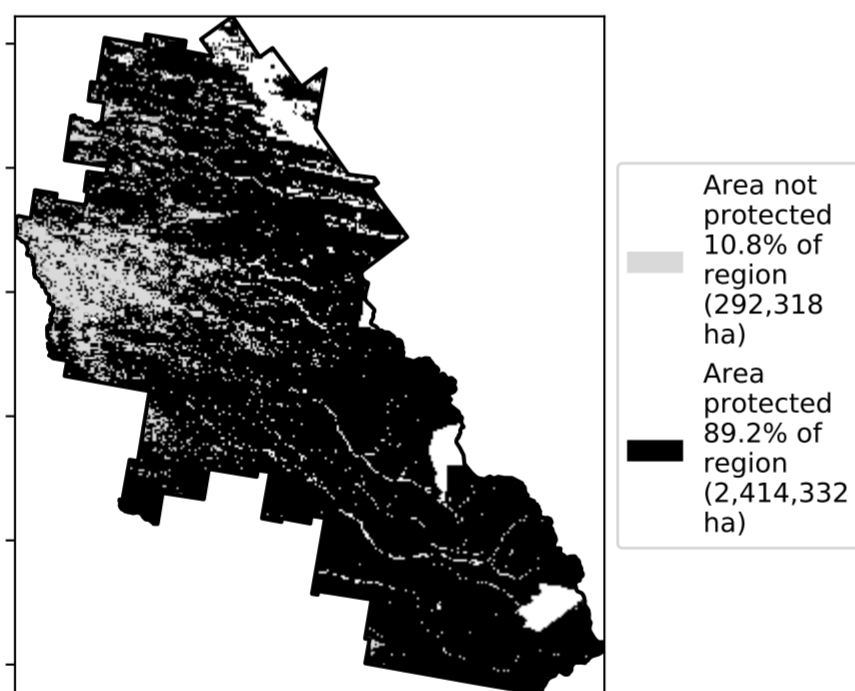 Area not
protected
10.8% of
region
(292,318
ha)
Area
protected
89.2% of
region
(2,414,332
ha)